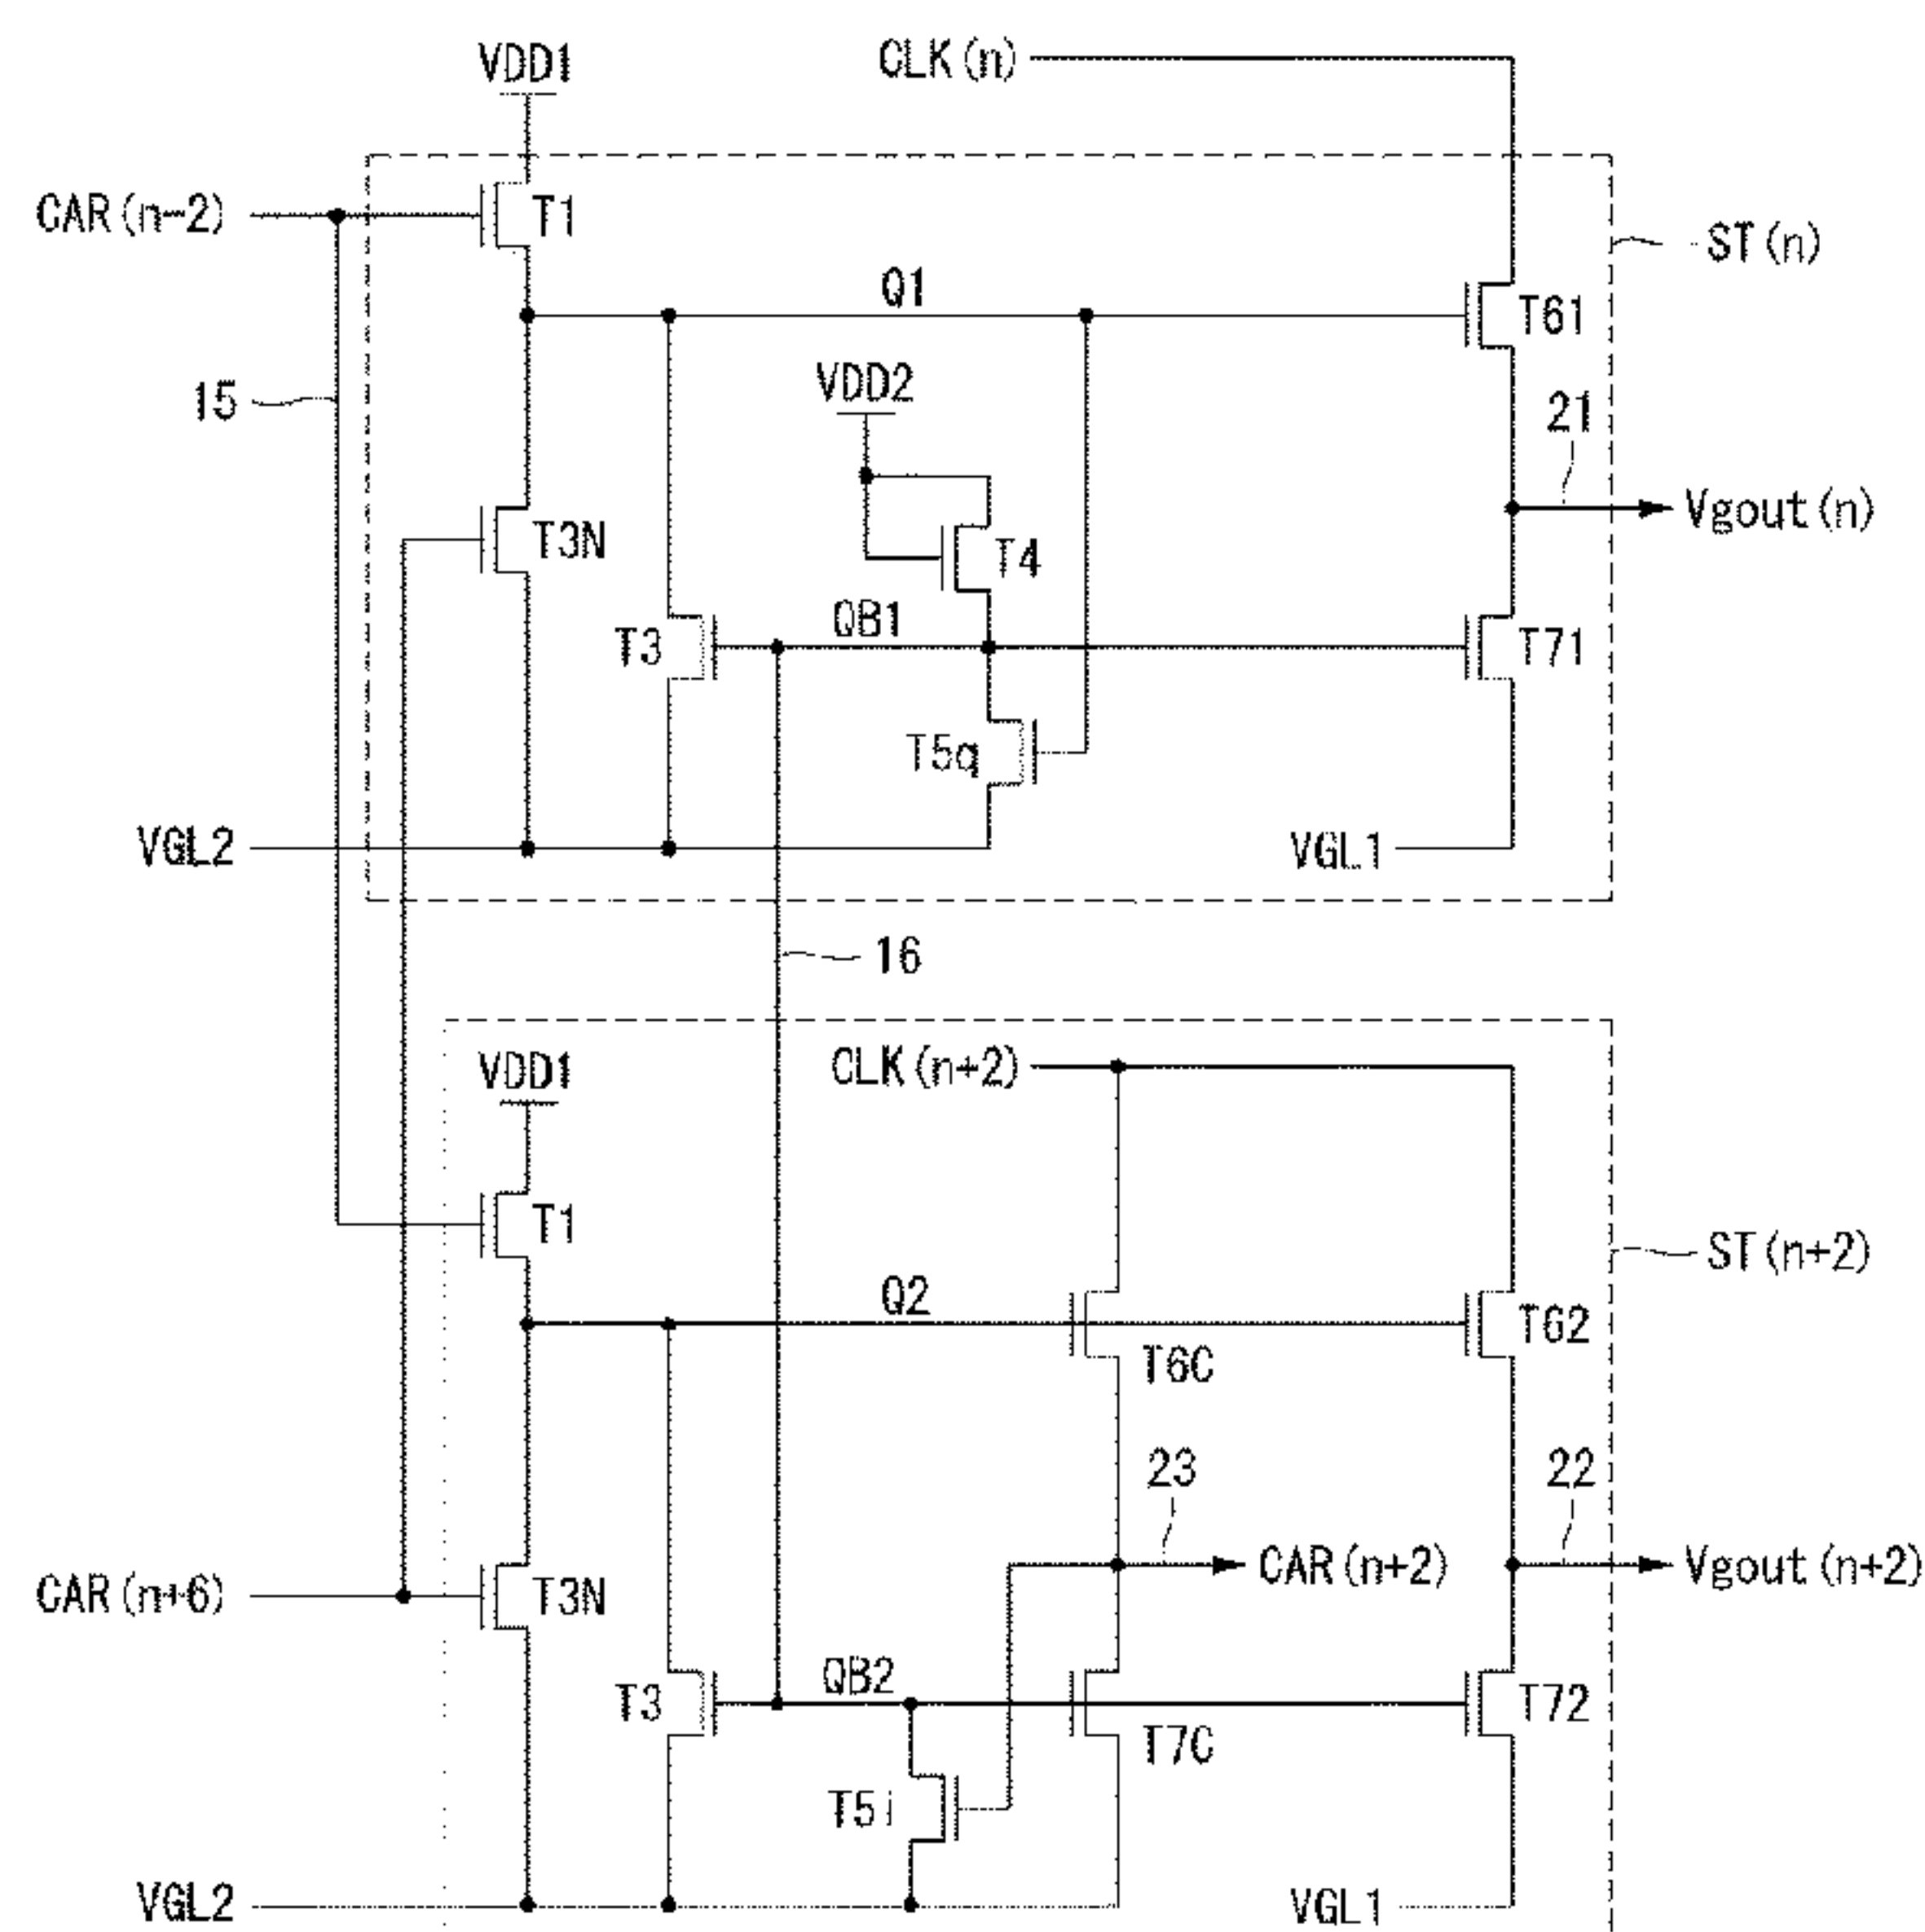 VDD1
CLK(n)
CAR(n-2)
T1
ST(n)
Q1
T61
15
VDD2
21
Vgout(n)
T3N
T4
QB1
T3
T71
T5q
VGL2
VGL1
16
VDD1
CLK(n+2)
T1
ST(n+2)
Q2
T62
T6C
23
22
CAR(n+2)
Vgout(n+2)
CAR(n+6)
T3N
QB2
T3
T72
T7C
T5i
VGL2
VGL1